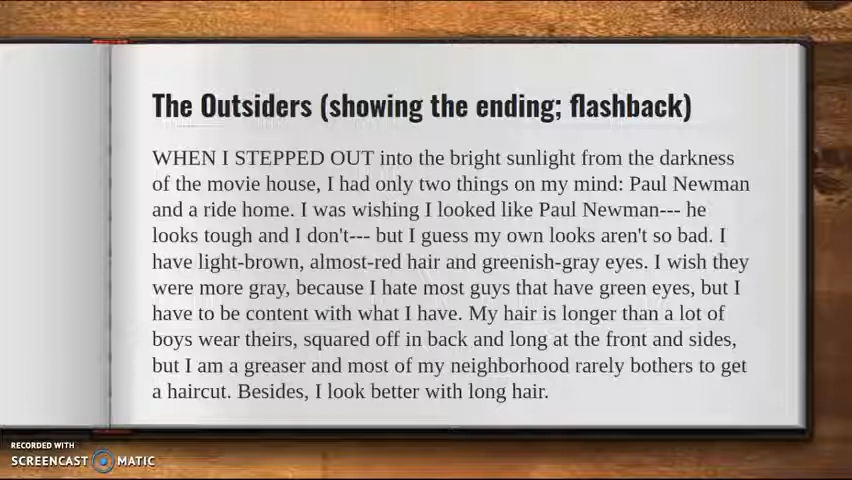 The Outsiders (showing the ending; flashback)
WHEN I STEPPED OUT into the bright sunlight from the darkness
of the movie house, I had only two things on my mind: Paul Newman
and a ride home. I was wishing I looked like Paul Newman--- he
looks tough and I don't--- but I guess my own looks aren't so bad. I
have light-brown, almost-red hair and greenish-gray eyes. I wish they
were more gray, because I hate most guys that have green eyes, but I
have to be content with what I have. My hair is longer than a lot of
boys wear theirs, squared off in back and long at the front and sides,
but I am a greaser and most of my neighborhood rarely bothers to get
a haircut. Besides, I look better with long hair.
RECORDED WITH
SCREENCAST MATIC